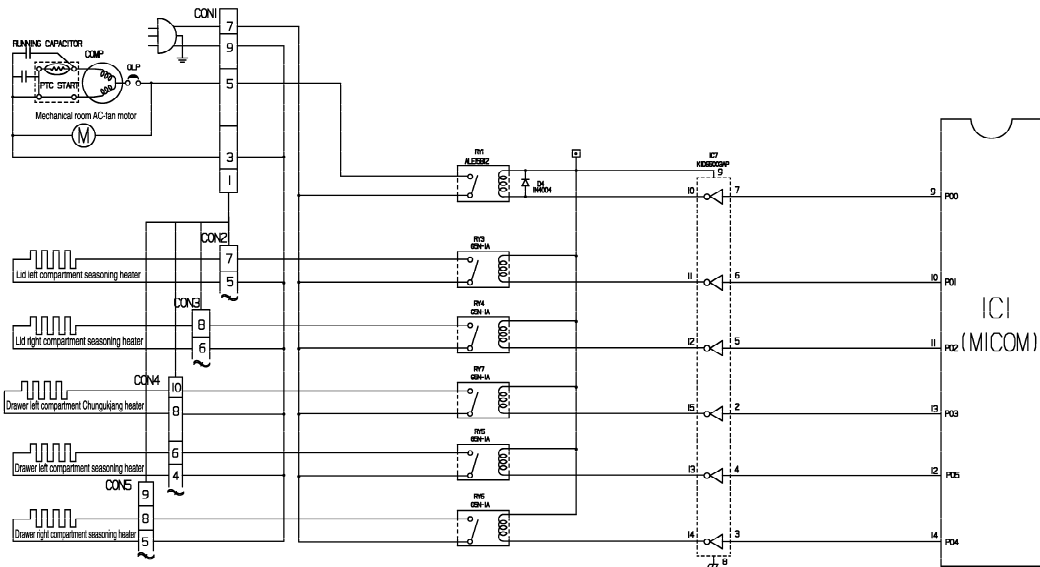 CON1
7
9
5
3
1
RUNNING CAPACITOR
COMP
OLP
PTC START
Mechanical room AC-fan motor
M
CON2
7
5
Lid left compartment seasoning heater
CON3
8
6
Lid right compartment seasoning heater
CON4
10
8
6
4
Drawer left compartment Chungukjang heater
Drawer left compartment seasoning heater
CON5
9
8
5
Drawer right compartment seasoning heater
RY1
ALE15B12
D4
1N4004
RY3
G5N-1A
RY4
G5N-1A
RY7
G5N-1A
RY5
G5N-1A
RY6
G5N-1A
IC7
KID65003AP
9
10 7
11 6
12 5
15 2
13 4
14 3
8
9 P00
10 P01
11 P02
13 P03
12 P05
14 P04
IC1
(MICOM)